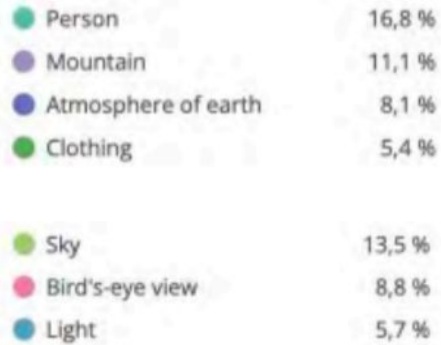 Person 16,8 %
Mountain 11,1 %
Atmosphere of earth 8,1 %
Clothing 5,4 %
Sky 13,5 %
Bird's-eye view 8,8 %
Light 5,7 %